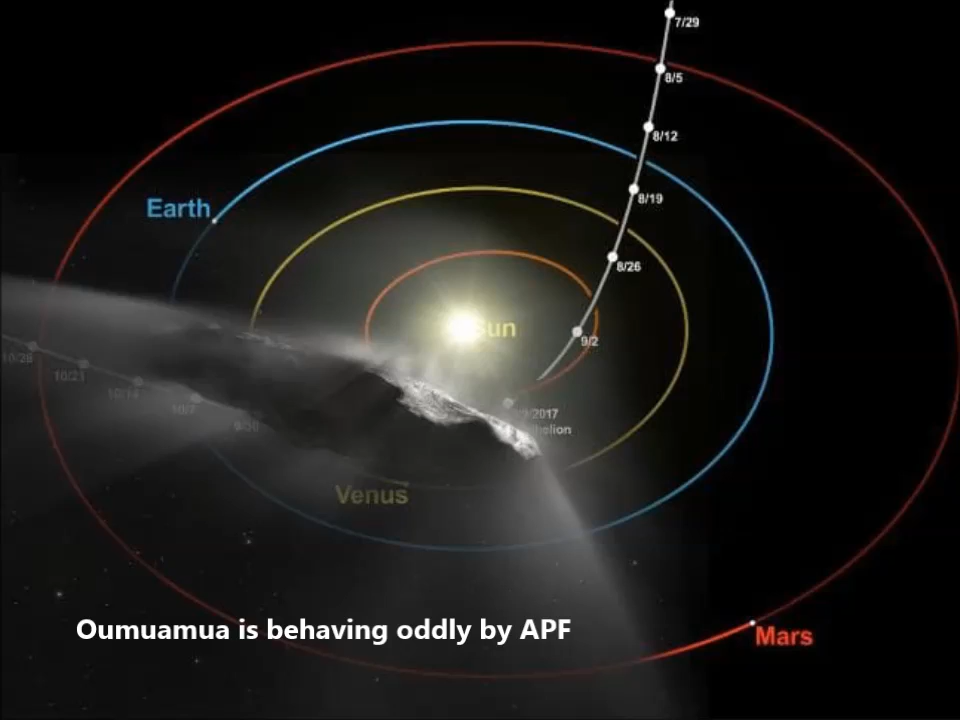 7/29
8/5
8/12
8/19
Earth
8/26
Sun
9/2
10/28
10/21
10/14
10/7
9/2017
Venus
Oumuamua is behaving oddly by APF
Mars